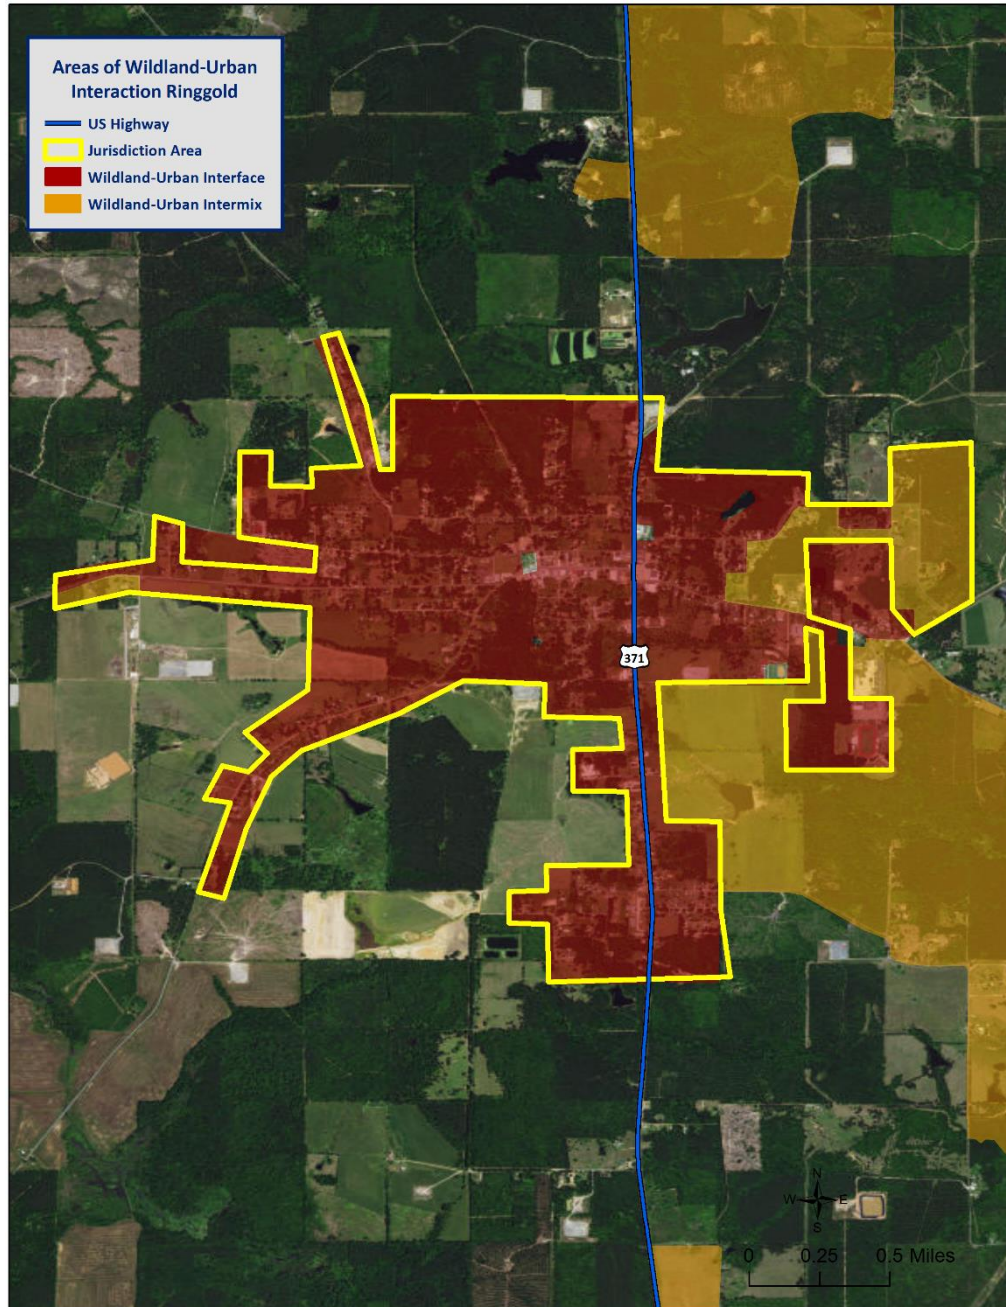 Areas of Wildland-Urban
Interaction Ringgold
US Highway
Jurisdiction Area
Wildland-Urban Interface
Wildland-Urban Intermix
371
N
W E
S
0 0.25 0.5 Miles